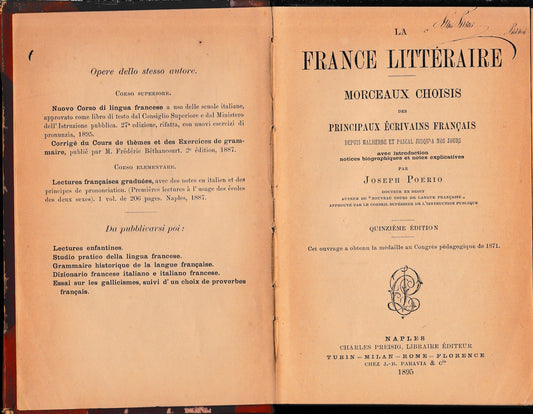 Opere dello stesso autore.
CORSO SUPERIORE.
Nuovo Corso di lingua francese a uso delle scuole italiane,
approvato come libro di testo dal Consiglio Superiore e dal Ministero
dell'Istruzione pubblica. 27ª edizione, rifatta, con nuovi esercizi di
pronunzia, 1895.
Corrigé du Cours de thèmes et des Exercices de gram-
maire, publié par M. Frédéric Béthancourt. 2ª édition, 1887.
CORSO ELEMENTARE.
Lectures françaises graduées, avec des notes en italien et des
principes de prononciation. (Premières lectures à l'usage des écoles
des deux sexes). 1 vol. de 206 pages. Naples, 1887.
Da pubblicarsi poi:
Lectures enfantines.
Studio pratico della lingua francese.
Grammaire historique de la langue française.
Dizionario francese italiano e italiano francese.
Essai sur les gallicismes, suivi d'un choix de proverbes
français.
LA
FRANCE LITTÉRAIRE
MORCEAUX CHOISIS
DES
PRINCIPAUX ÉCRIVAINS FRANÇAIS
DEPUIS MALHERBE ET PASCAL JUSQU'A NOS JOURS
avec introduction
notices biographiques et notes explicatives
PAR
JOSEPH POERIO
DOCTEUR EN DROIT
AUTEUR DU "NOUVEAU COURS DE LANGUE FRANÇAISE"
APPROUVÉ PAR LE CONSEIL SUPÉRIEUR DE L'INSTRUCTION PUBLIQUE
QUINZIÈME ÉDITION
Cet ouvrage a obtenu la médaille au Congrès pédagogique de 1871.
NAPLES
CHARLES PREISIG, LIBRAIRE ÉDITEUR
TURIN — MILAN — ROME — FLORENCE
CHEZ J.-B. PARAVIA & Cie
1895